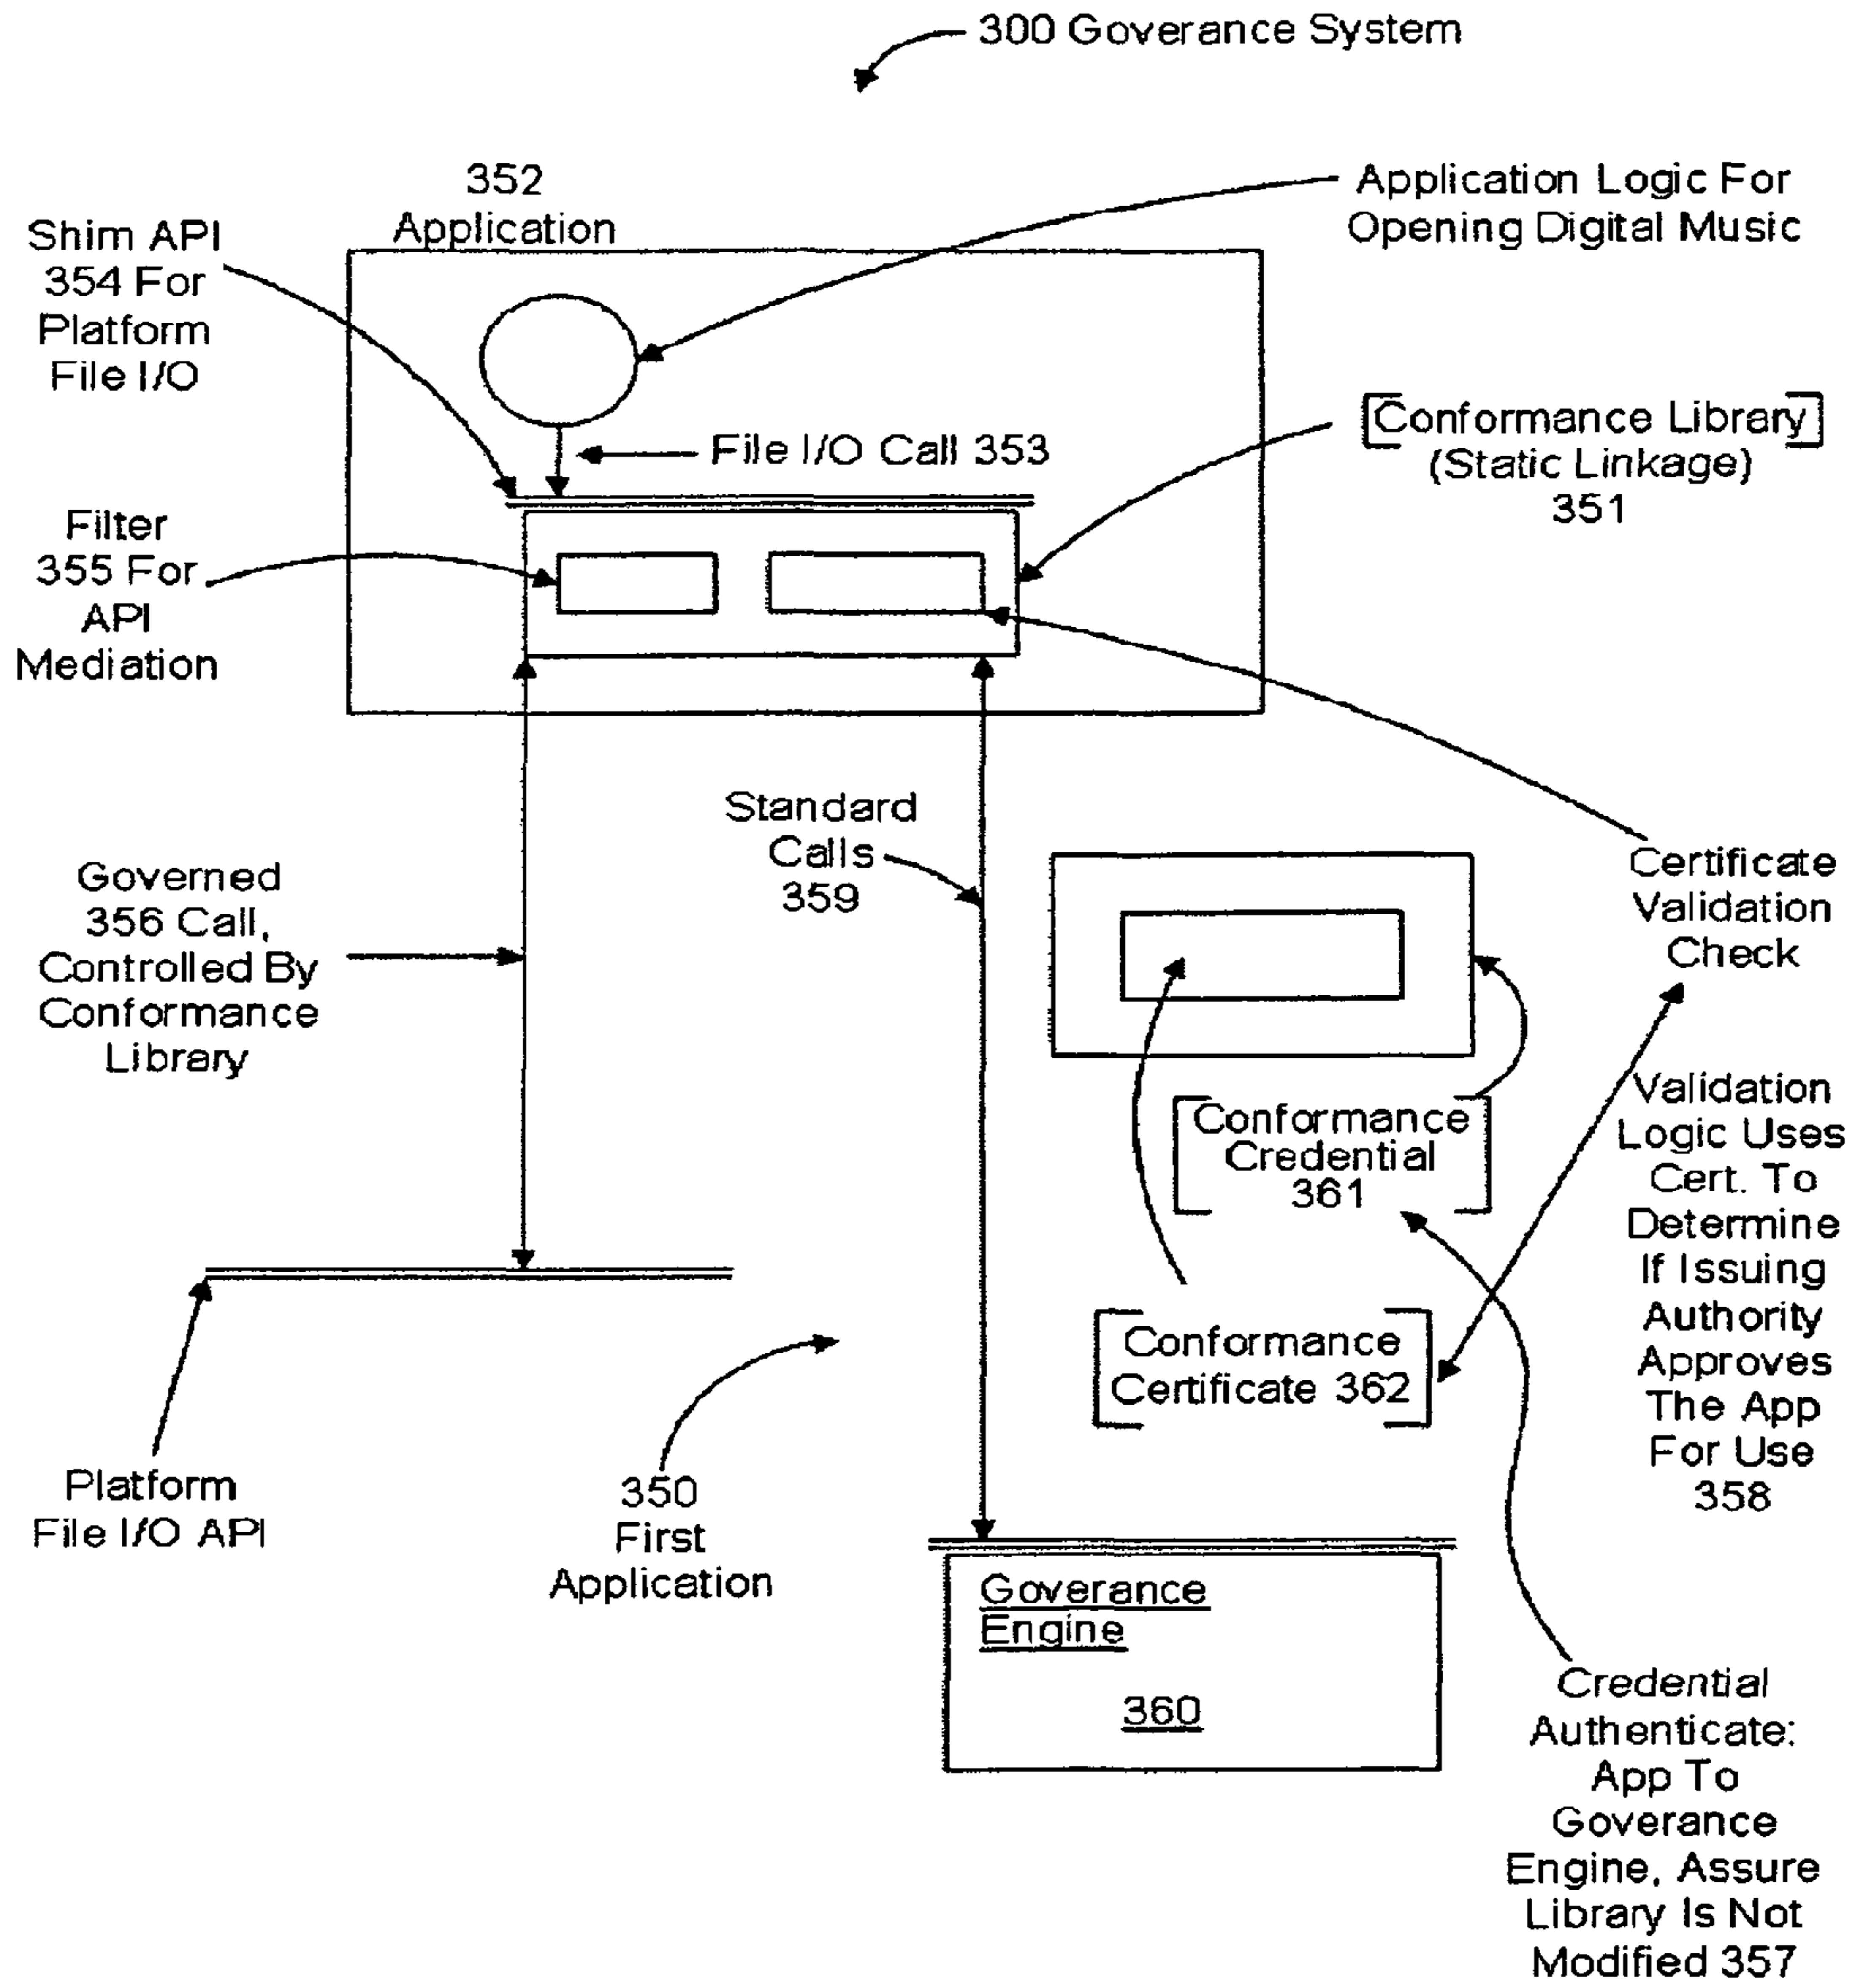 300 Goverance System
352
Application
Application Logic For
Opening Digital Music
Shim API
354 For
Platform
File I/O
File I/O Call 353
Conformance Library
(Static Linkage)
351
Filter
355 For
API
Mediation
Standard
Calls
359
Governed
356 Call,
Controlled By
Conformance
Library
Certificate
Validation
Check
Conformance
Credential
361
Validation
Logic Uses
Cert. To
Determine
If Issuing
Authority
Approves
The App
For Use
358
Conformance
Certificate 362
Platform
File I/O API
350
First
Application
Goverance
Engine
360
Credential
Authenticate:
App To
Goverance
Engine, Assure
Library Is Not
Modified 357